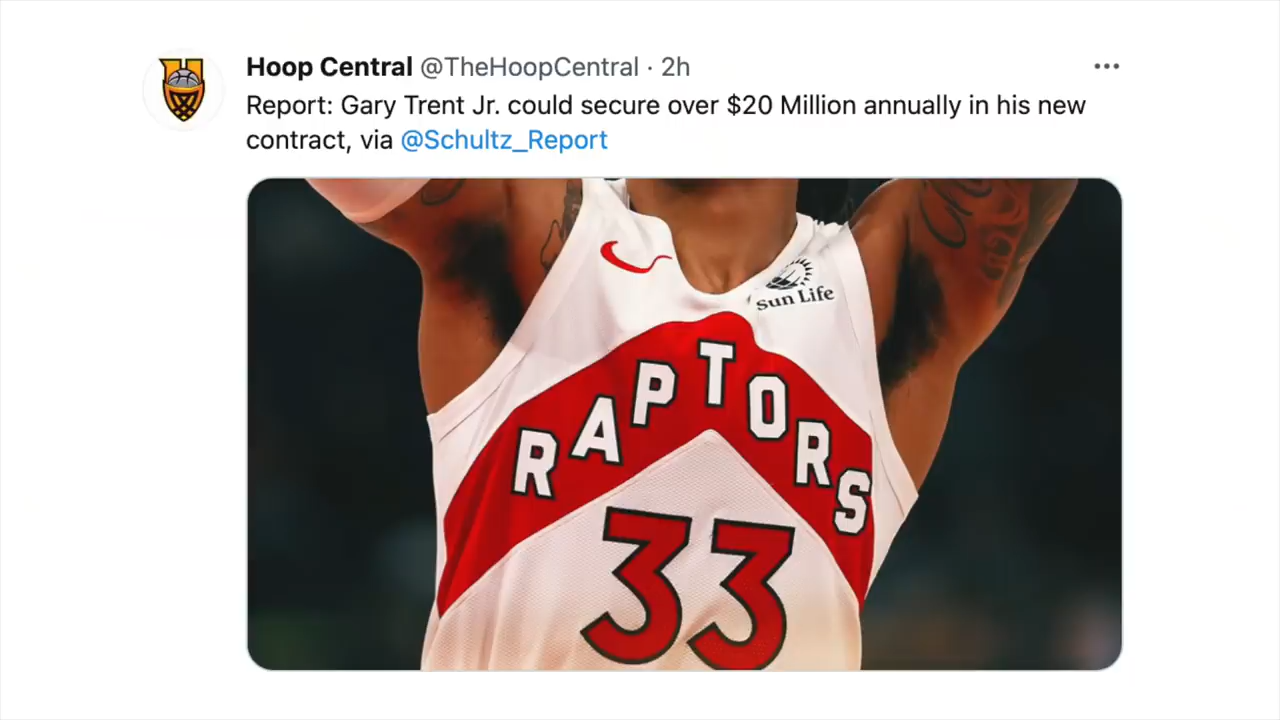 Hoop Central @TheHoopCentral · 2h
Report: Gary Trent Jr. could secure over $20 Million annually in his new
contract, via @Schultz_Report
Sun Life
RAPTORS
33